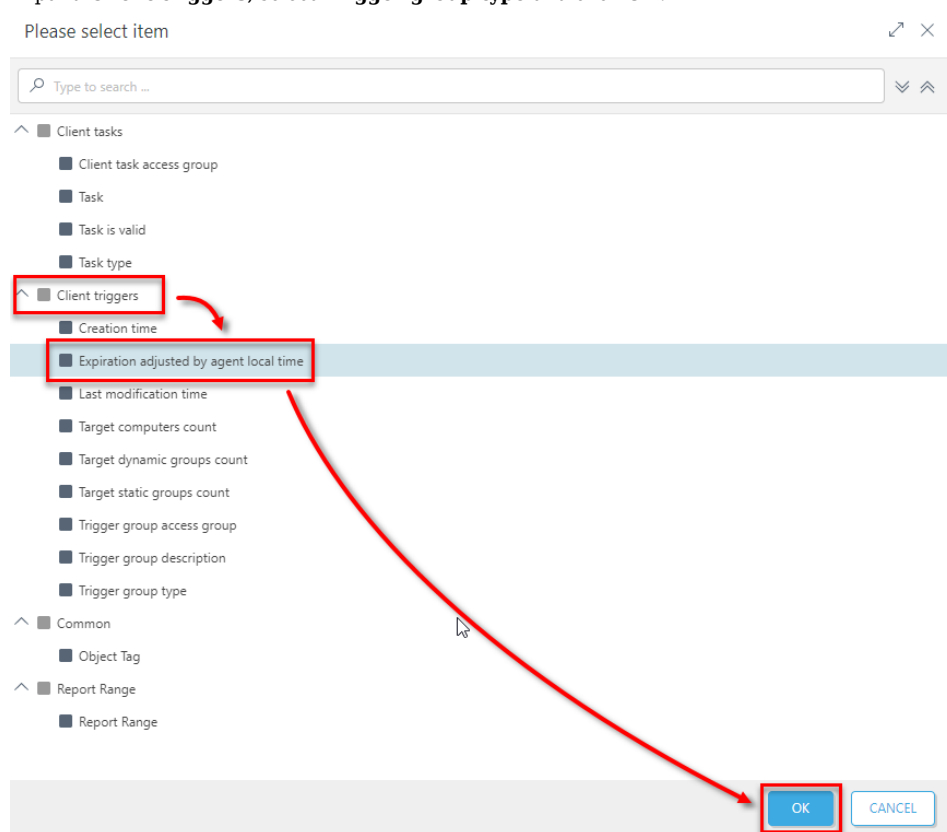 Please select item
Type to search ...
Client tasks
Client task access group
Task
Task is valid
Task type
Client triggers
Creation time
Expiration adjusted by agent local time
Last modification time
Target computers count
Target dynamic groups count
Target static groups count
Trigger group access group
Trigger group description
Trigger group type
Common
Object Tag
Report Range
Report Range
OK CANCEL